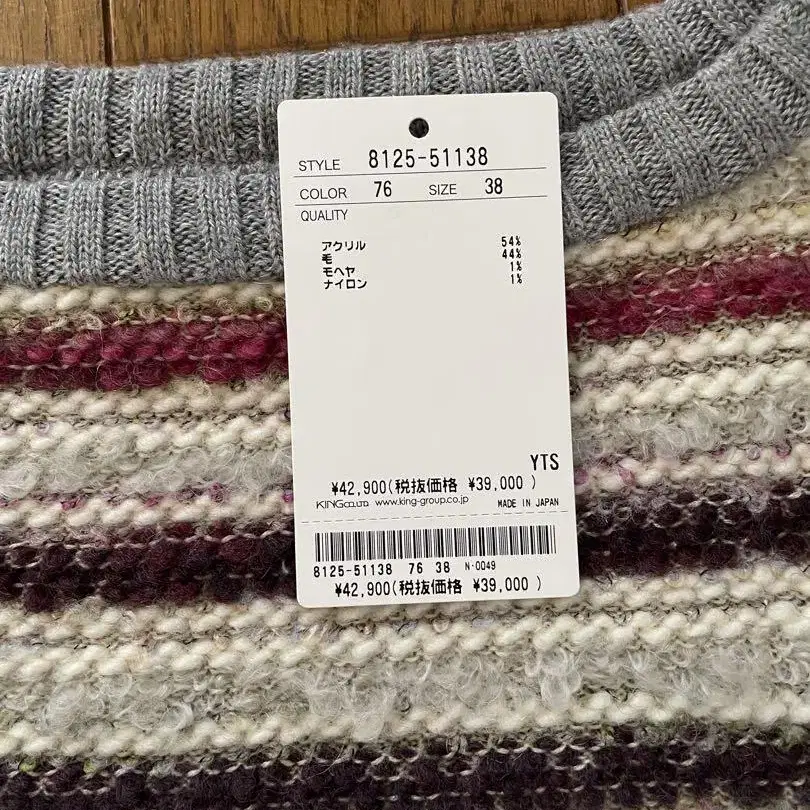 STYLE 8125-51138
COLOR 76 SIZE 38
QUALITY
アクリル 54%
毛 44%
モヘヤ 1%
ナイロン 1%
YTS
¥42,900(税抜価格 ¥39,000 )
KING CO.,LTD. www.king-group.co.jp MADE IN JAPAN
8125-51138 76 38 N-0049
¥42,900(税抜価格 ¥39,000 )